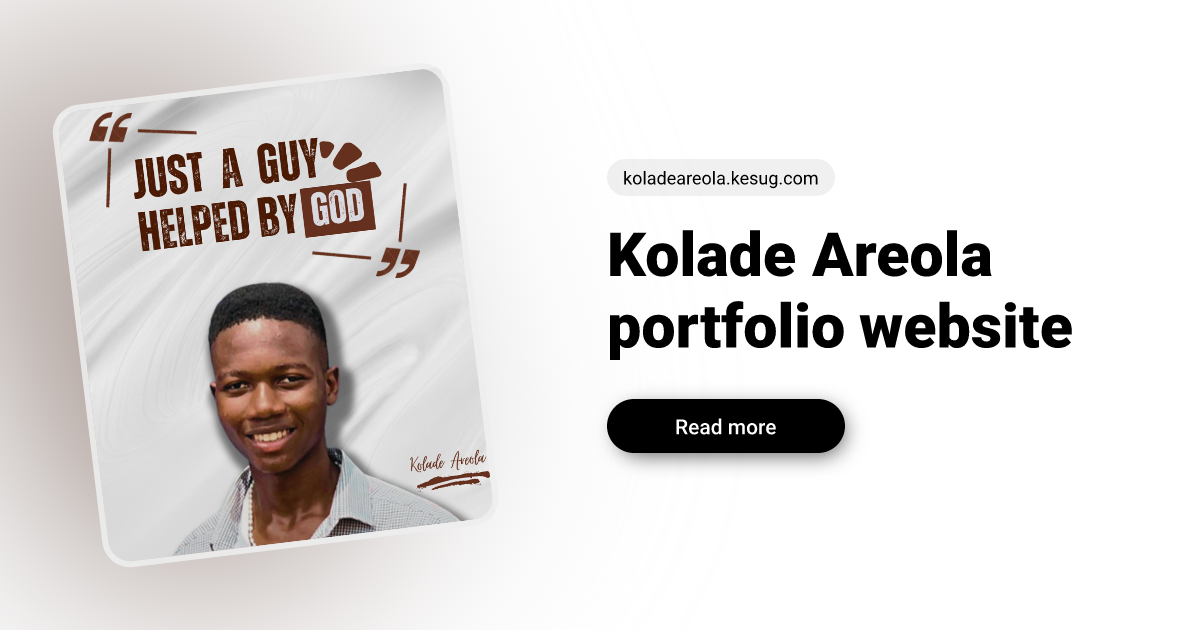 “
JUST A GUY
HELPED BY GOD
”
Kolade Areola
koladeareola.kesug.com
Kolade Areola
portfolio website
Read more